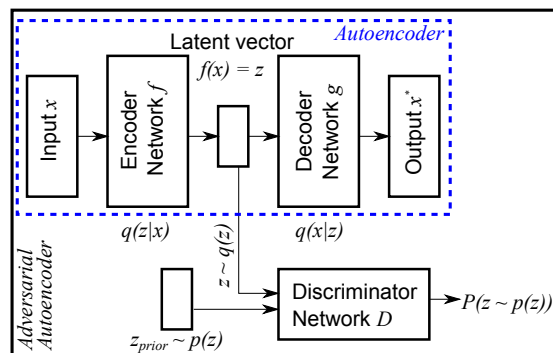 Autoencoder
Latent vector
f(x) = z
Input x
Encoder
Network f
Decoder
Network g
Output x*
q(z|x)
z ~ q(z)
q(x|z)
Adversarial
Autoencoder
z_prior ~ p(z)
Discriminator
Network D
P(z ~ p(z))